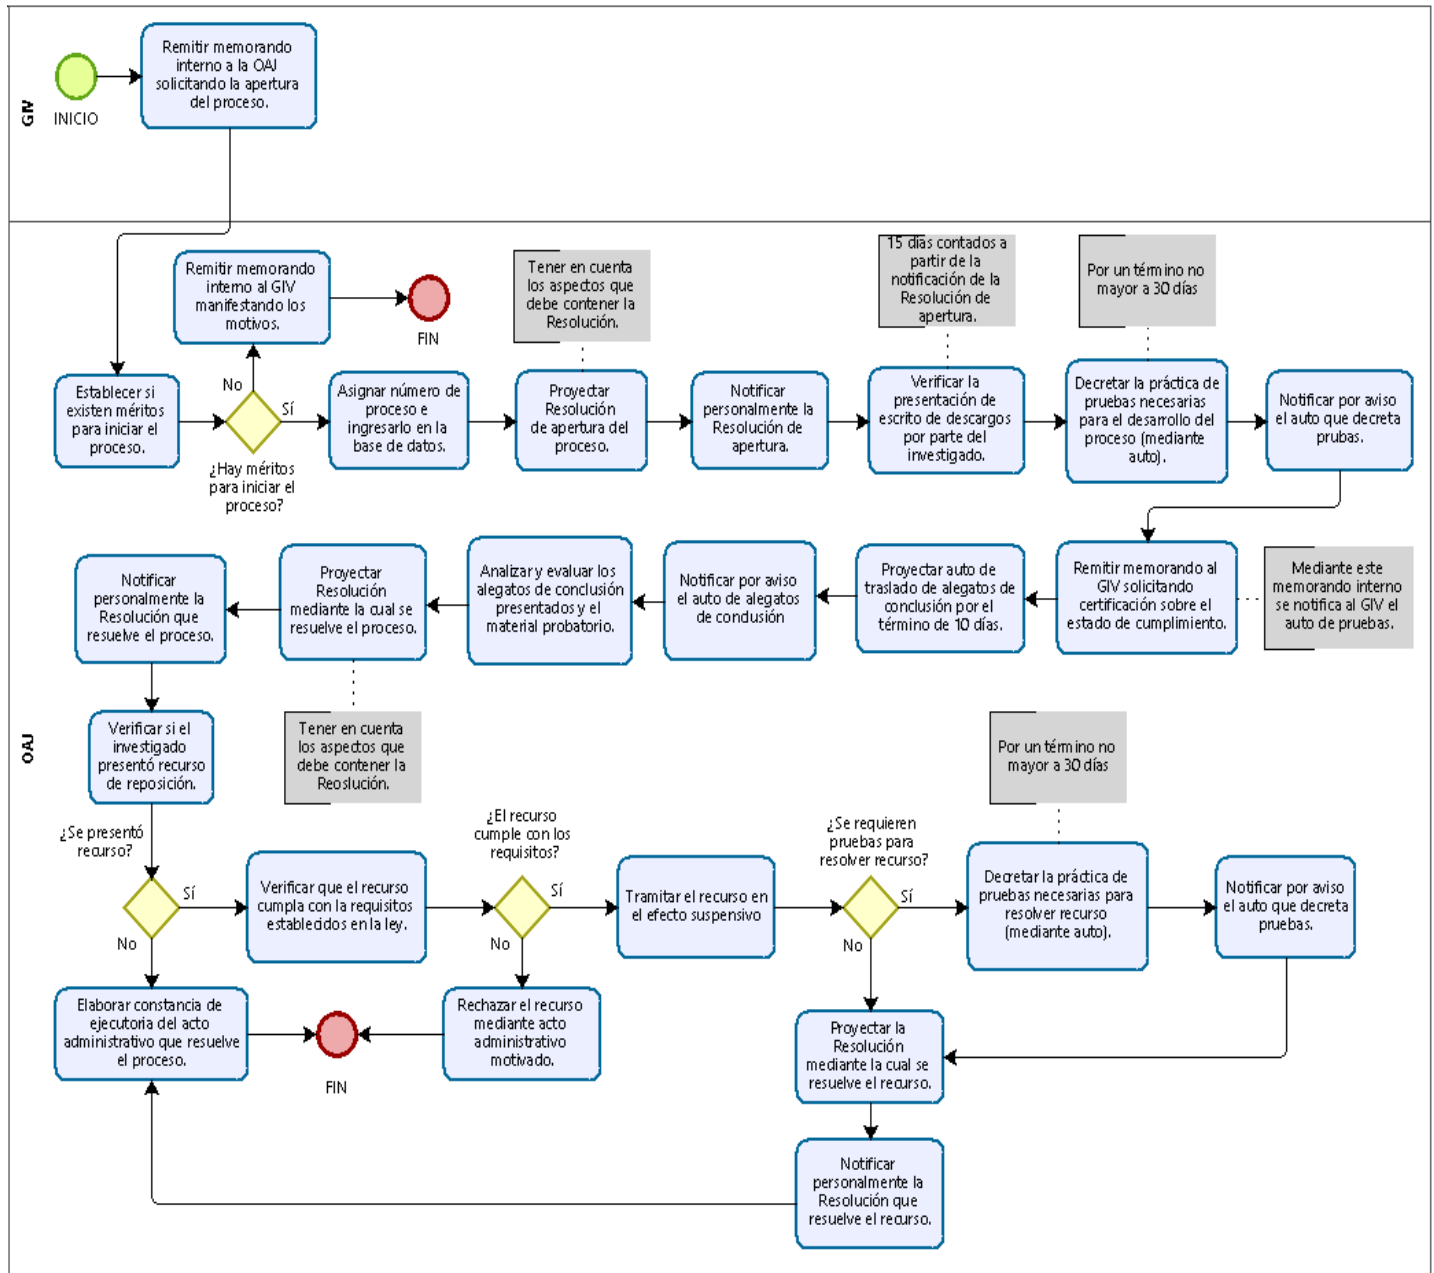 GIV
INICIO
Remitir memorando
interno a la OAJ
solicitando la apertura
del proceso.
OAJ
Remitir memorando
interno al GIV
manifestando los
motivos.
FIN
Tener en cuenta
los aspectos que
debe contener la
Resolución.
15 días contados a
partir de la
notificación de la
Resolución de
apertura.
Por un término no
mayor a 30 días
Establecer si
existen méritos
para iniciar el
proceso.
No
Sí
¿Hay méritos
para iniciar el
proceso?
Asignar número de
proceso e
ingresarlo en la
base de datos.
Proyectar
Resolución
de apertura del
proceso.
Notificar
personalmente la
Resolución de
apertura.
Verificar la
presentación de
escrito de descargos
por parte del
investigado.
Decretar la práctica de
pruebas necesarias
para el desarrollo del
proceso (mediante
auto).
Notificar por aviso
el auto que decreta
prubas.
Notificar
personalmente la
Resolución que
resuelve el proceso.
Proyectar
Resolución
mediante la cual se
resuelve el proceso.
Analizar y evaluar los
alegatos de conclusión
presentados y el
material probatorio.
Notificar por aviso
el auto de alegatos
de condusión
Proyectar auto de
traslado de alegatos de
conclusión por el
término de 10 días.
Remitir memorando al
GIV solicitando
certificación sobre el
estado de cumplimiento.
Mediante este
memorando interno
se notifica al GIV el
auto de pruebas.
Verificar si el
investigado
presentó recurso
de reposición.
Tener en cuenta
los aspectos que
debe contener la
Reoslución.
Por un término no
mayor a 30 días
¿Se presentó
recurso?
Sí
No
Verificar que el recurso
cumpla con la requisitos
establecidos en la ley.
¿El recurso
cumple con los
requisitos?
Sí
No
Tramitar el recurso en
el efecto suspensivo
¿Se requieren
pruebas para
resolver recurso?
Sí
No
Decretar la práctica de
pruebas necesarias para
resolver recurso
(mediante auto).
Notificar por aviso
el auto que decreta
pruebas.
Elaborar constancia de
ejecutoria del acto
administrativo que resuelve
el proceso.
FIN
Rechazar el recurso
mediante acto
administrativo
motivado.
Proyectar la
Resolución
mediante la cual se
resuelve el recurso.
Notificar
personalmente la
Resolución que
resuelve el recurso.